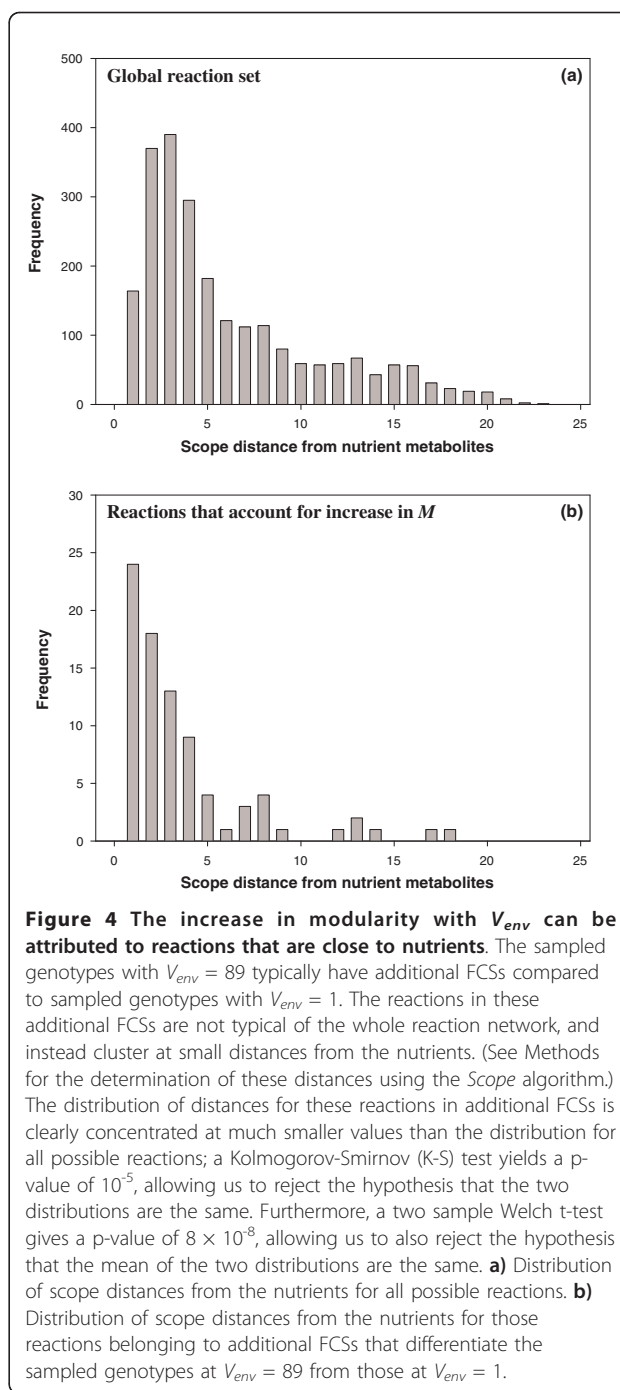 Global reaction set (a)
500
400
300
200
100
0
Frequency
0 5 10 15 20 25
Scope distance from nutrient metabolites
Reactions that account for increase in M (b)
30
25
20
15
10
5
0
Frequency
0 5 10 15 20 25
Scope distance from nutrient metabolites
Figure 4 The increase in modularity with Venv can be
attributed to reactions that are close to nutrients. The sampled
genotypes with Venv = 89 typically have additional FCSs compared
to sampled genotypes with Venv = 1. The reactions in these
additional FCSs are not typical of the whole reaction network, and
instead cluster at small distances from the nutrients. (See Methods
for the determination of these distances using the Scope algorithm.)
The distribution of distances for these reactions in additional FCSs is
clearly concentrated at much smaller values than the distribution for
all possible reactions; a Kolmogorov-Smirnov (K-S) test yields a p-
value of 10⁻⁵, allowing us to reject the hypothesis that the two
distributions are the same. Furthermore, a two sample Welch t-test
gives a p-value of 8 × 10⁻⁸, allowing us to also reject the hypothesis
that the mean of the two distributions are the same. a) Distribution
of scope distances from the nutrients for all possible reactions. b)
Distribution of scope distances from the nutrients for those
reactions belonging to additional FCSs that differentiate the
sampled genotypes at Venv = 89 from those at Venv = 1.